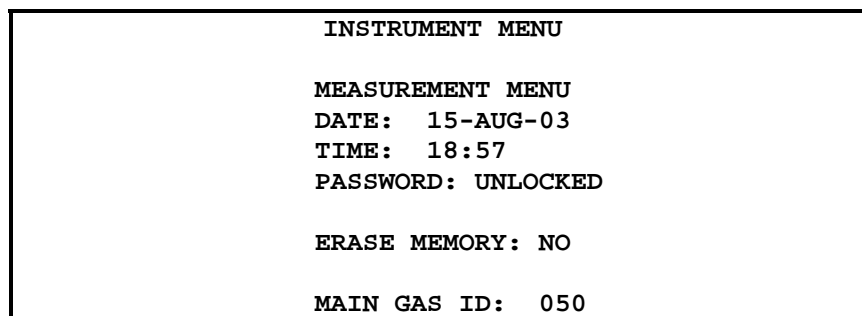 INSTRUMENT MENU
MEASUREMENT MENU
DATE: 15-AUG-03
TIME: 18:57
PASSWORD: UNLOCKED
ERASE MEMORY: NO
MAIN GAS ID: 050